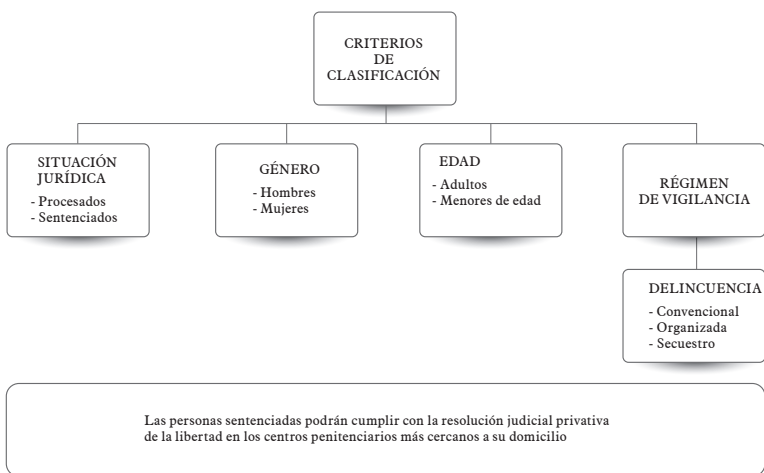 CRITERIOS
DE
CLASIFICACIÓN
SITUACIÓN
JURÍDICA
- Procesados
- Sentenciados
GÉNERO
- Hombres
- Mujeres
EDAD
- Adultos
- Menores de edad
RÉGIMEN
DE VIGILANCIA
DELINCUENCIA
- Convencional
- Organizada
- Secuestro
Las personas sentenciadas podrán cumplir con la resolución judicial privativa
de la libertad en los centros penitenciarios más cercanos a su domicilio